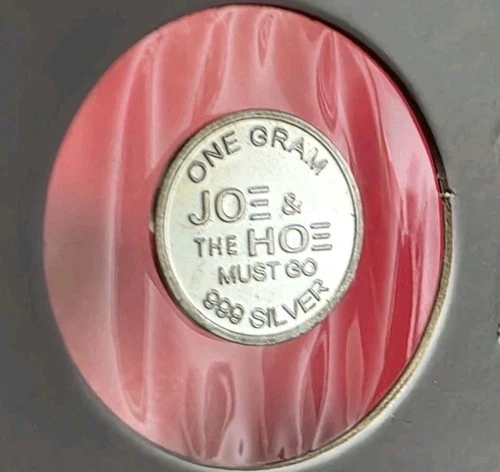 ONE GRAM
JOE &
THE HOE
MUST GO
999 SILVER